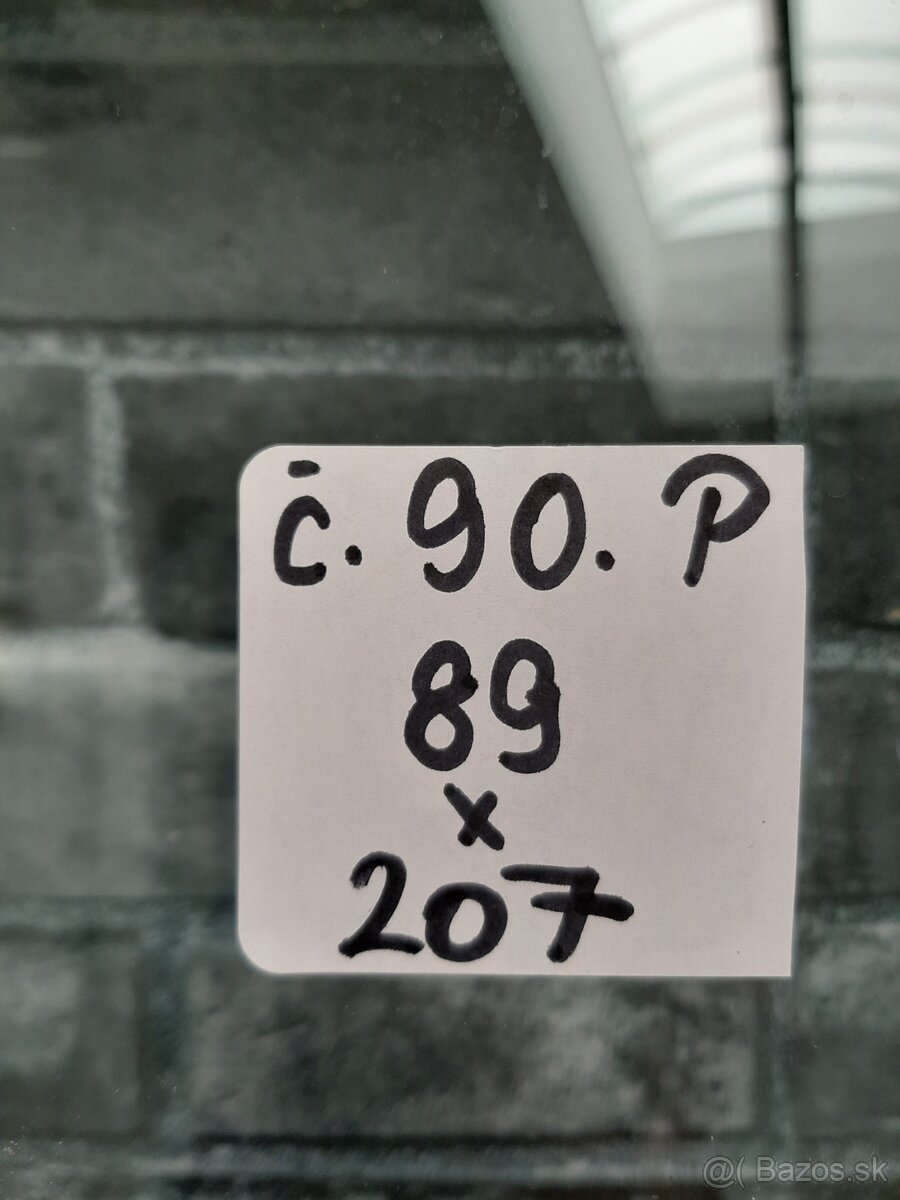 č. 90. P
89
x
207
@( Bazos.sk